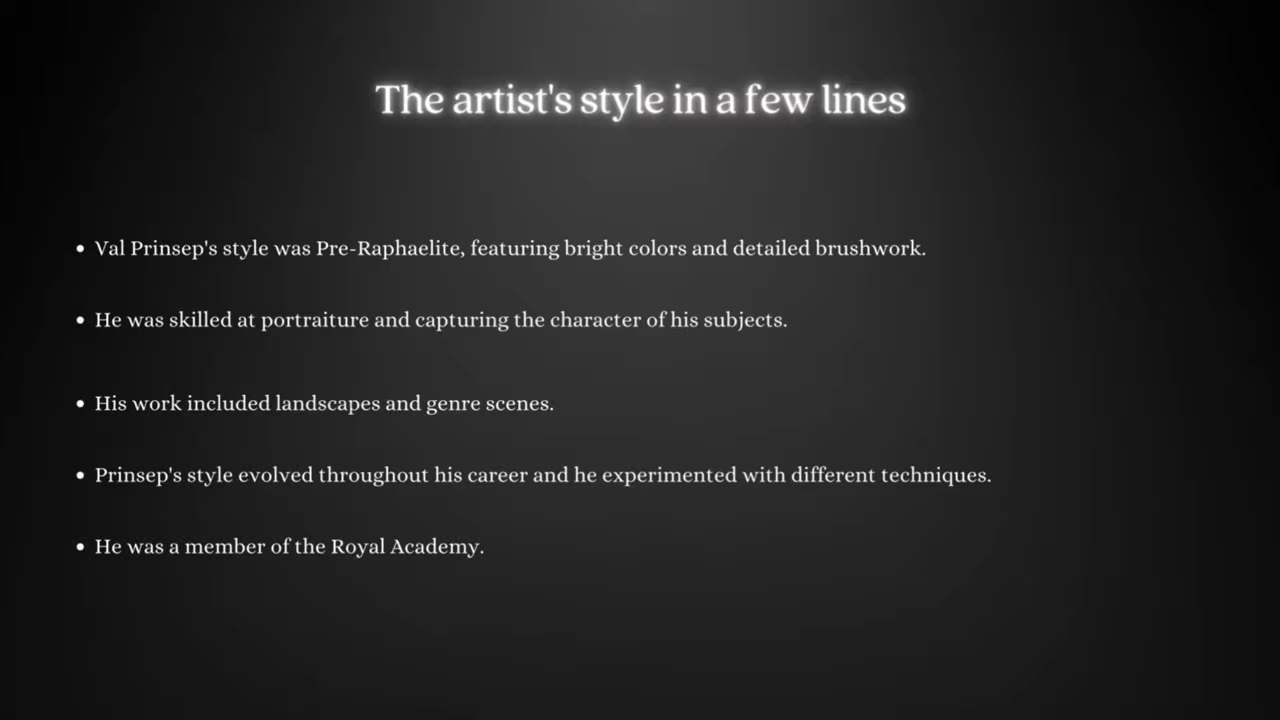 The artist's style in a few lines
• Val Prinsep's style was Pre-Raphaelite, featuring bright colors and detailed brushwork.
• He was skilled at portraiture and capturing the character of his subjects.
• His work included landscapes and genre scenes.
• Prinsep's style evolved throughout his career and he experimented with different techniques.
• He was a member of the Royal Academy.